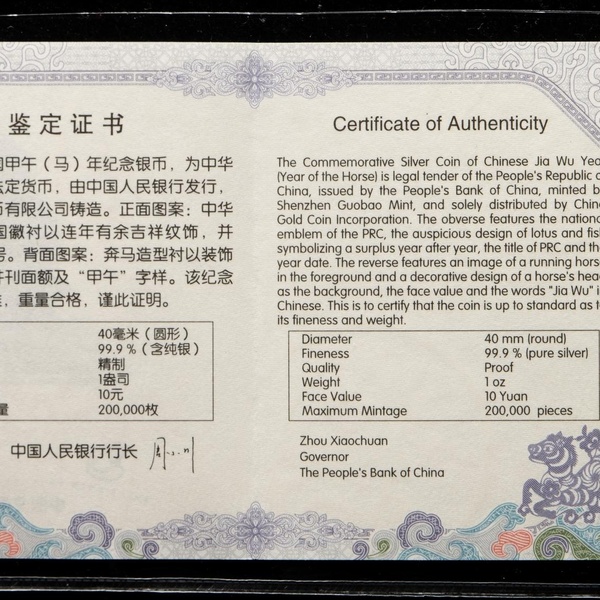 鉴定证书
甲午（马）年纪念银币，为中华
法定货币，由中国人民银行发行，
币有限公司铸造。正面图案：中华
国徽衬以连年有余吉祥纹饰，并
号。背面图案：奔马造型衬以装饰
并刊面额及“甲午”字样。该纪念
，重量合格，谨此证明。
40毫米（圆形）
99.9％（含纯银）
精制
1盎司
10元
量 200,000枚
中国人民银行行长 周小川
Certificate of Authenticity
The Commemorative Silver Coin of Chinese Jia Wu Yea
(Year of the Horse) is legal tender of the People's Republic o
China, issued by the People's Bank of China, minted b
Shenzhen Guobao Mint, and solely distributed by Chin
Gold Coin Incorporation. The obverse features the nationa
emblem of the PRC, the auspicious design of lotus and fish
symbolizing a surplus year after year, the title of PRC and the
year date. The reverse features an image of a running horse
in the foreground and a decorative design of a horse's head
as the background, the face value and the words "Jia Wu" i
Chinese. This is to certify that the coin is up to standard as t
its fineness and weight.
Diameter 40 mm (round)
Fineness 99.9 % (pure silver)
Quality Proof
Weight 1 oz
Face Value 10 Yuan
Maximum Mintage 200,000 pieces
Zhou Xiaochuan
Governor
The People's Bank of China